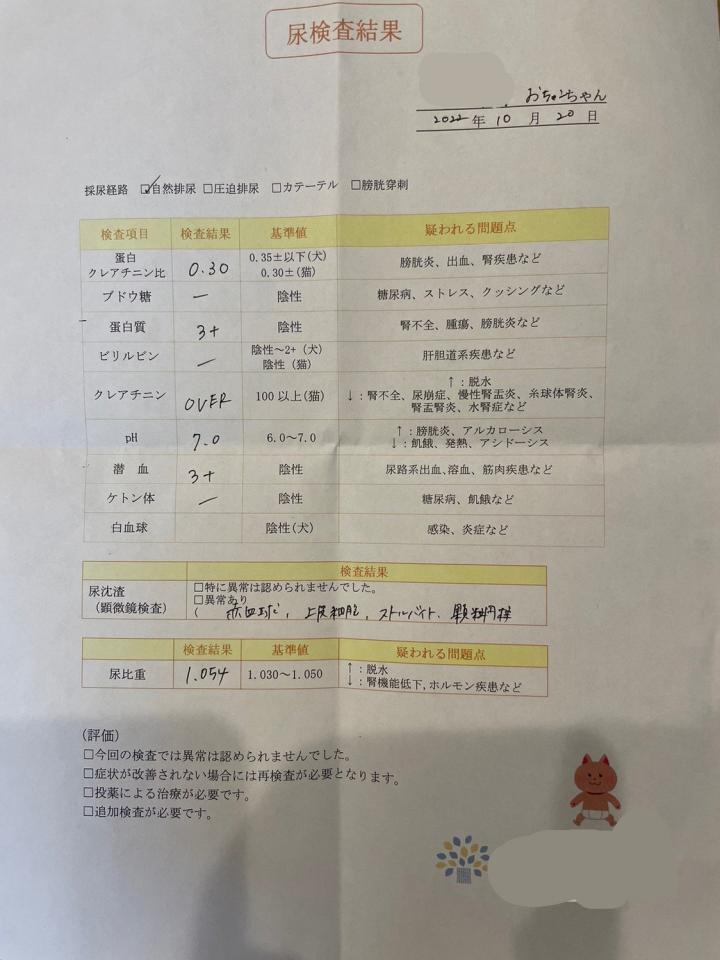 尿検査結果
おちょこちゃん
2022年 10 月 20 日
採尿経路 ☑自然排尿 □圧迫排尿 □カテーテル □膀胱穿刺
検査項目 検査結果 基準値 疑われる問題点
蛋白
クレアチニン比 0.30 0.35±以下(犬) 0.30±(猫) 膀胱炎、出血、腎疾患など
ブドウ糖 − 陰性 糖尿病、ストレス、クッシングなど
蛋白質 3+ 陰性 腎不全、腫瘍、膀胱炎など
ビリルビン − 陰性～2+（犬） 陰性（猫） 肝胆道系疾患など
クレアチニン OVER 100以上(猫) ↑：脱水
↓：腎不全、尿崩症、慢性腎盂炎、糸球体腎炎、
腎盂腎炎、水腎症など
pH 7.0 6.0～7.0 ↑：膀胱炎、アルカローシス
↓：飢餓、発熱、アシドーシス
潜 血 3+ 陰性 尿路系出血、溶血、筋肉疾患など
ケトン体 − 陰性 糖尿病、飢餓など
白血球 陰性(犬) 感染、炎症など
検査結果
尿沈渣
（顕微鏡検査）
□特に異常は認められませんでした。
□異常あり
( 赤血球、上皮細胞、ストルバイト、顆粒円柱
検査結果 基準値 疑われる問題点
尿比重 1.054 1.030～1.050 ↑：脱水
↓：腎機能低下,ホルモン疾患など
(評価)
□今回の検査では異常は認められませんでした。
□症状が改善されない場合には再検査が必要となります。
□投薬による治療が必要です。
□追加検査が必要です。